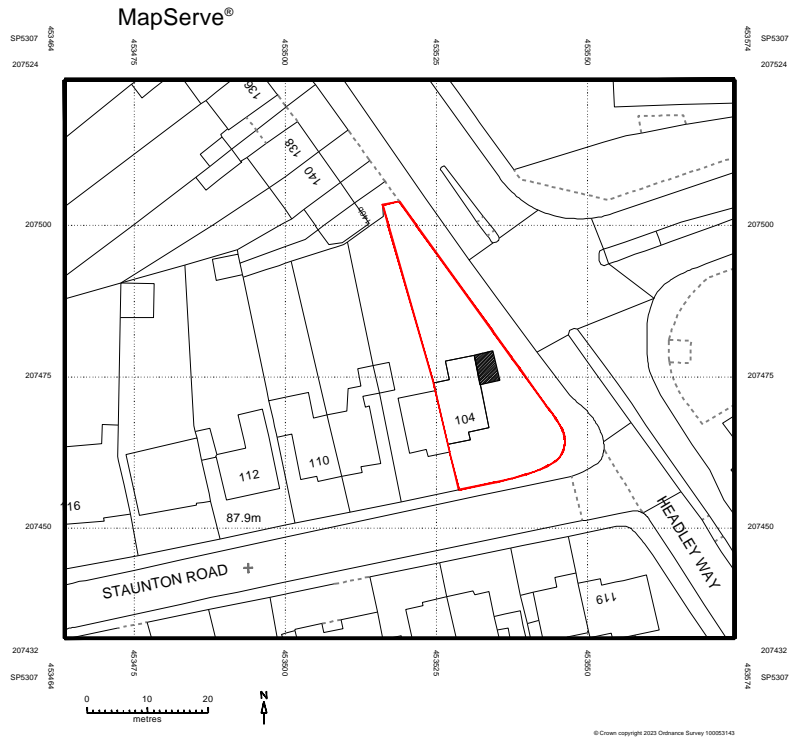 MapServe®
SP5307
453464
453475
453500
453525
453550
453574
SP5307
207524
207524
136
138
140
207500
207500
207475
207475
104
110
112
116
87.9m
207450
207450
HEADLEY WAY
STAUNTON ROAD
119
207432
207432
SP5307
453464
453475
453500
453525
453550
453574
SP5307
0 10 20
metres
N
© Crown copyright 2023 Ordnance Survey 100053143